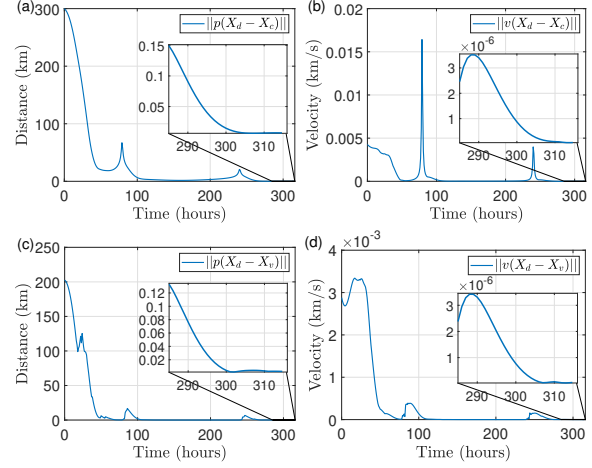 (a)
||p(X_d − X_c)||
300
200
100
0
Distance (km)
0.15
0.1
0.05
290 300 310
0 100 200 300
Time (hours)
(b)
||v(X_d − X_c)||
0.02
0.015
0.01
0.005
0
Velocity (km/s)
×10^-6
3
2
1
290 300 310
0 100 200 300
Time (hours)
(c)
||p(X_d − X_v)||
250
200
150
100
50
0
Distance (km)
0.12
0.1
0.08
0.06
0.04
0.02
290 300 310
0 100 200 300
Time (hours)
(d)
×10^-3
||v(X_d − X_v)||
4
3
2
1
0
Velocity (km/s)
×10^-6
3
2
1
290 300 310
0 100 200 300
Time (hours)